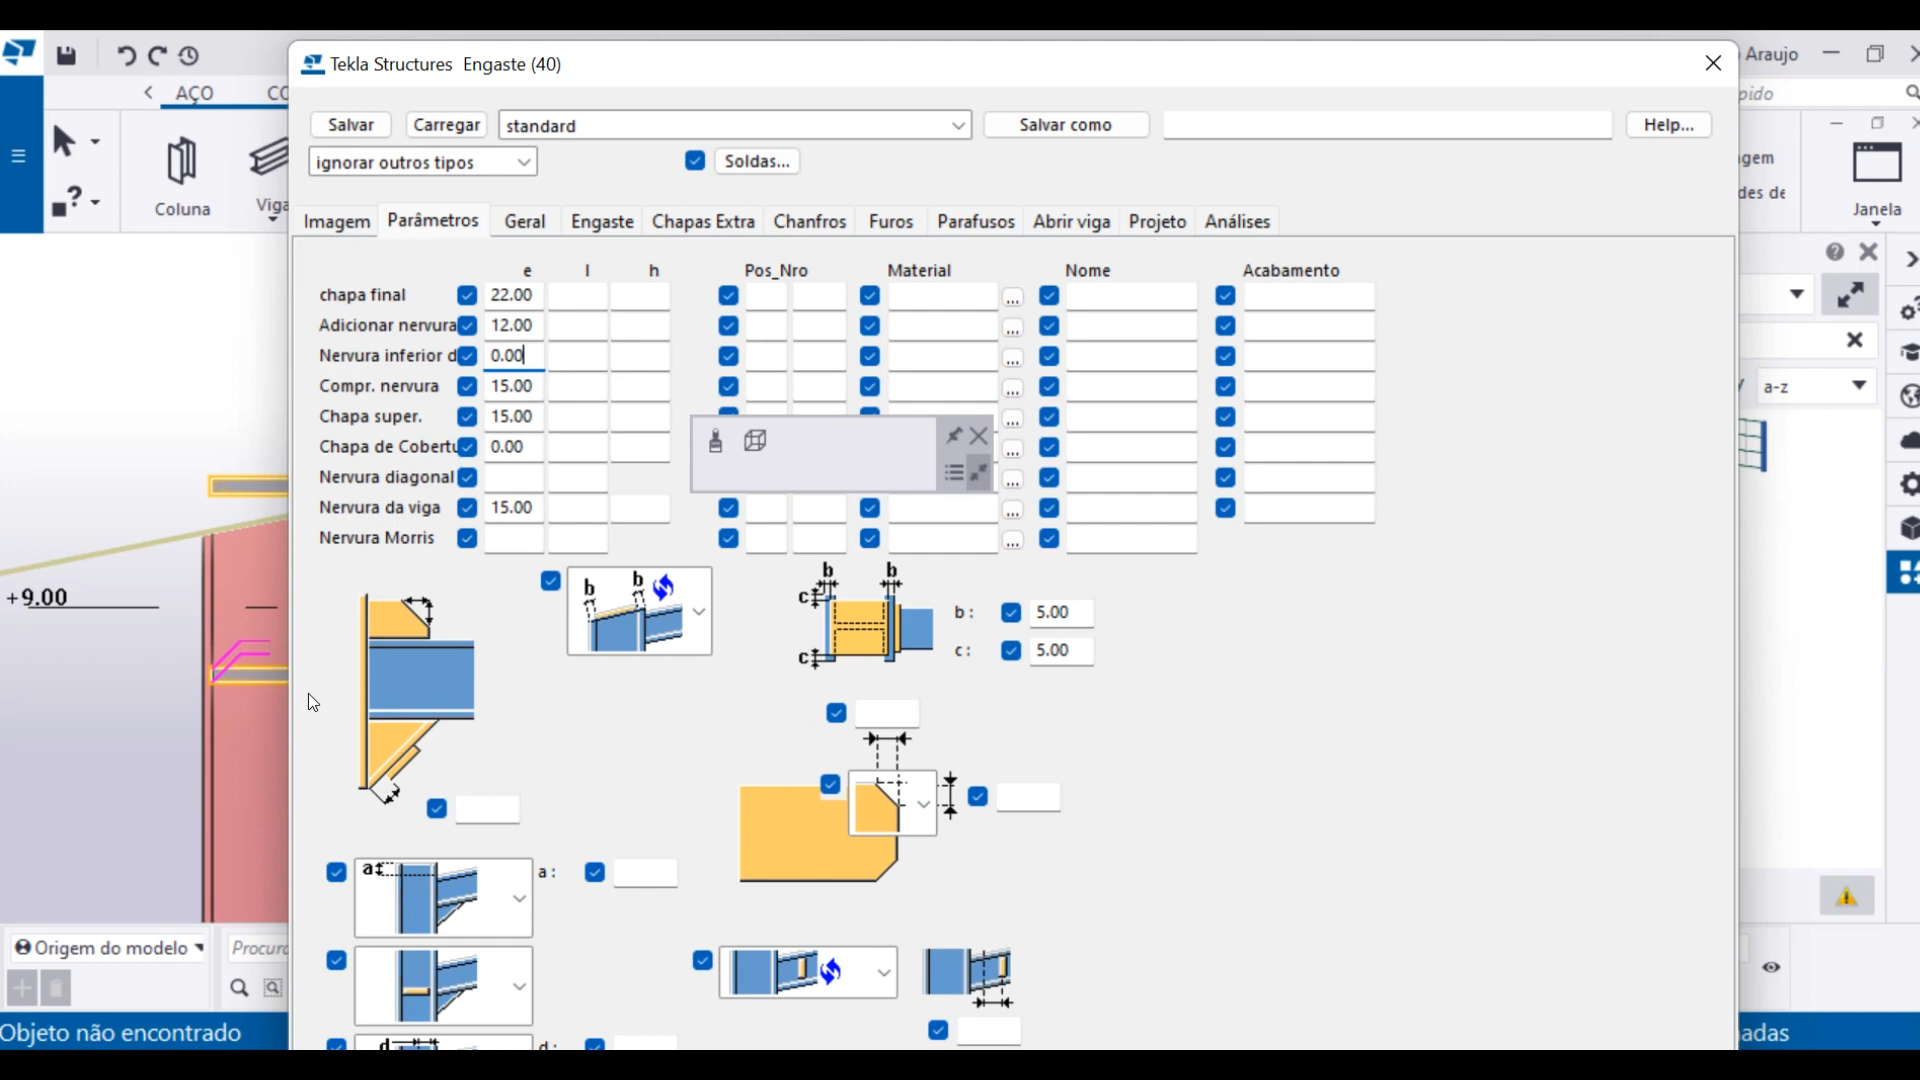 Tekla Structures Engaste (40)
Araujo
AÇO
Salvar
Carregar
standard
Salvar como
Help...
ignorar outros tipos
Soldas...
Coluna
Viga
Janela
Imagem
Parâmetros
Geral
Engaste
Chapas Extra
Chanfros
Furos
Parafusos
Abrir viga
Projeto
Análises
e l h Pos_Nro Material Nome Acabamento
chapa final 22.00 ...
Adicionar nervura 12.00 ...
Nervura inferior d 0.00 ...
Compr. nervura 15.00 ...
Chapa super. 15.00 ...
Chapa de Cobertu 0.00 ...
Nervura diagonal ...
Nervura da viga 15.00 ...
Nervura Morris ...
a-z
+9.00
b b
b b
c
c
b: 5.00
c: 5.00
a
a:
d
d:
Origem do modelo
Objeto não encontrado